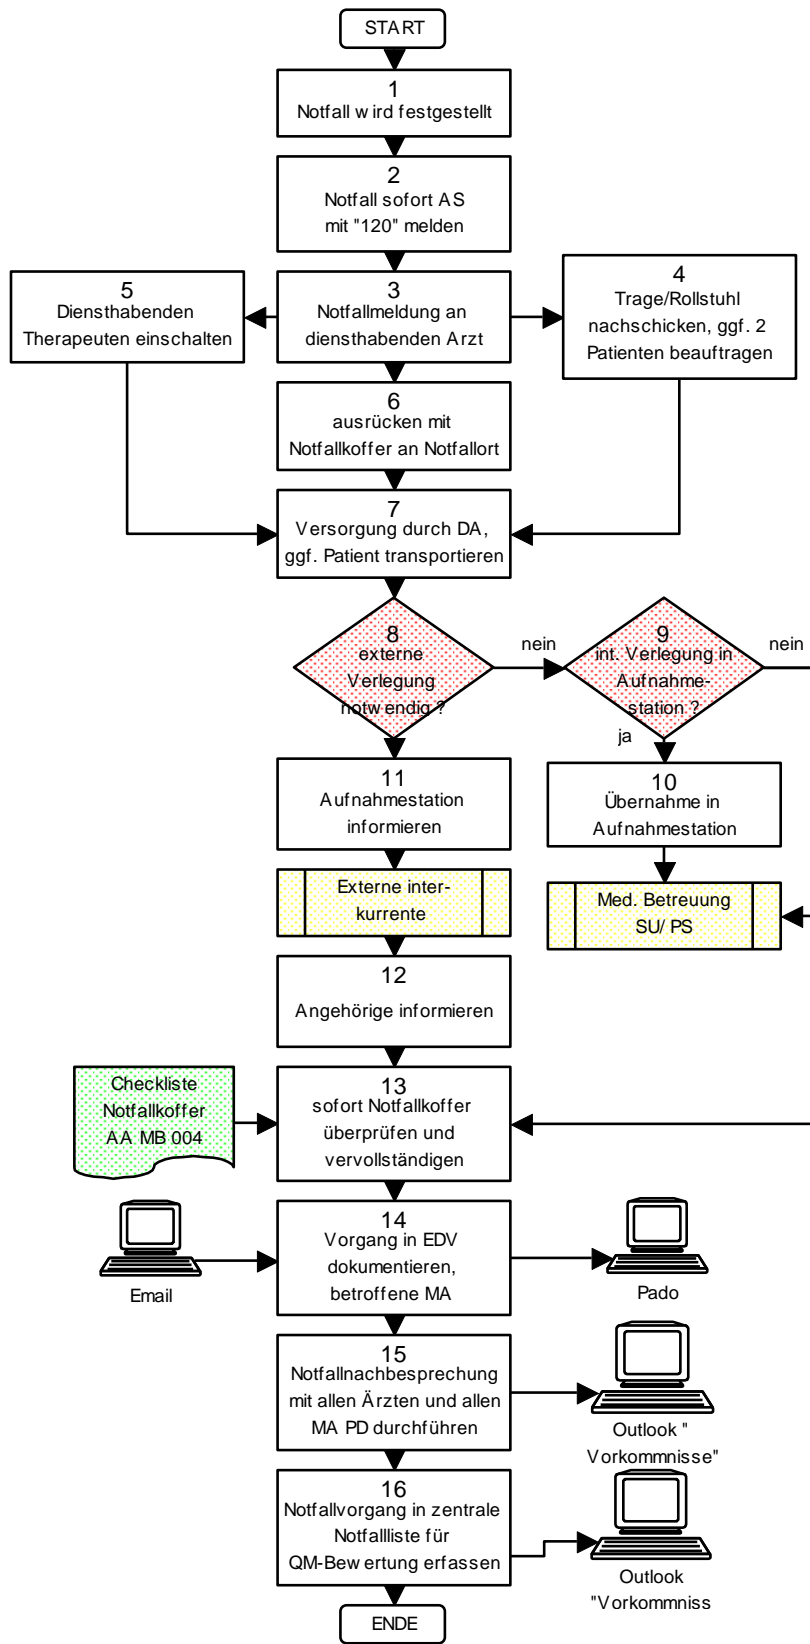 START
1
Notfall wird festgestellt
2
Notfall sofort AS
mit "120" melden
5
Diensthabenden
Therapeuten einschalten
3
Notfallmeldung an
diensthabenden Arzt
4
Trage/Rollstuhl
nachschicken, ggf. 2
Patienten beauftragen
6
ausrücken mit
Notfallkoffer an Notfallort
7
Versorgung durch DA,
ggf. Patient transportieren
8
externe
Verlegung
notwendig ?
nein
9
int. Verlegung in
Aufnahme-
station ?
nein
ja
11
Aufnahmestation
informieren
10
Übernahme in
Aufnahmestation
Externe inter-
kurrente
Med. Betreuung
SU/ PS
12
Angehörige informieren
Checkliste
Notfallkoffer
AA MB 004
13
sofort Notfallkoffer
überprüfen und
vervollständigen
Email
14
Vorgang in EDV
dokumentieren,
betroffene MA
Pado
15
Notfallnachbesprechung
mit allen Ärzten und allen
MA PD durchführen
Outlook "
Vorkommnisse"
16
Notfallvorgang in zentrale
Notfallliste für
QM-Bewertung erfassen
Outlook
"Vorkommniss
ENDE